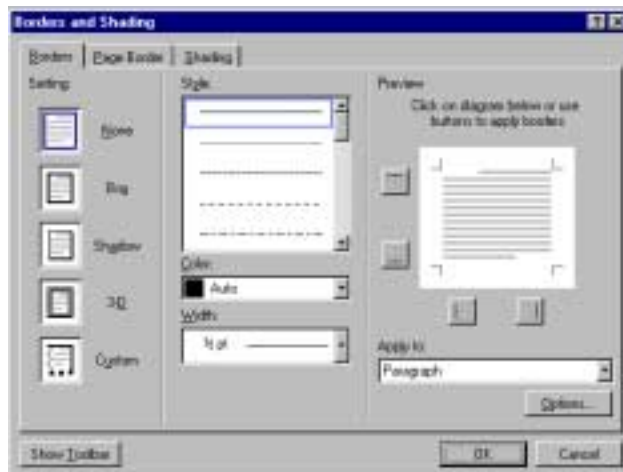 Borders and Shading
Borders
Page Border
Shading
Setting:
None
Box
Shadow
3-D
Custom
Style:
Color:
Auto
Width:
½ pt
Preview
Click on diagram below or use
buttons to apply borders
Apply to:
Paragraph
Options...
Show Toolbar
OK
Cancel